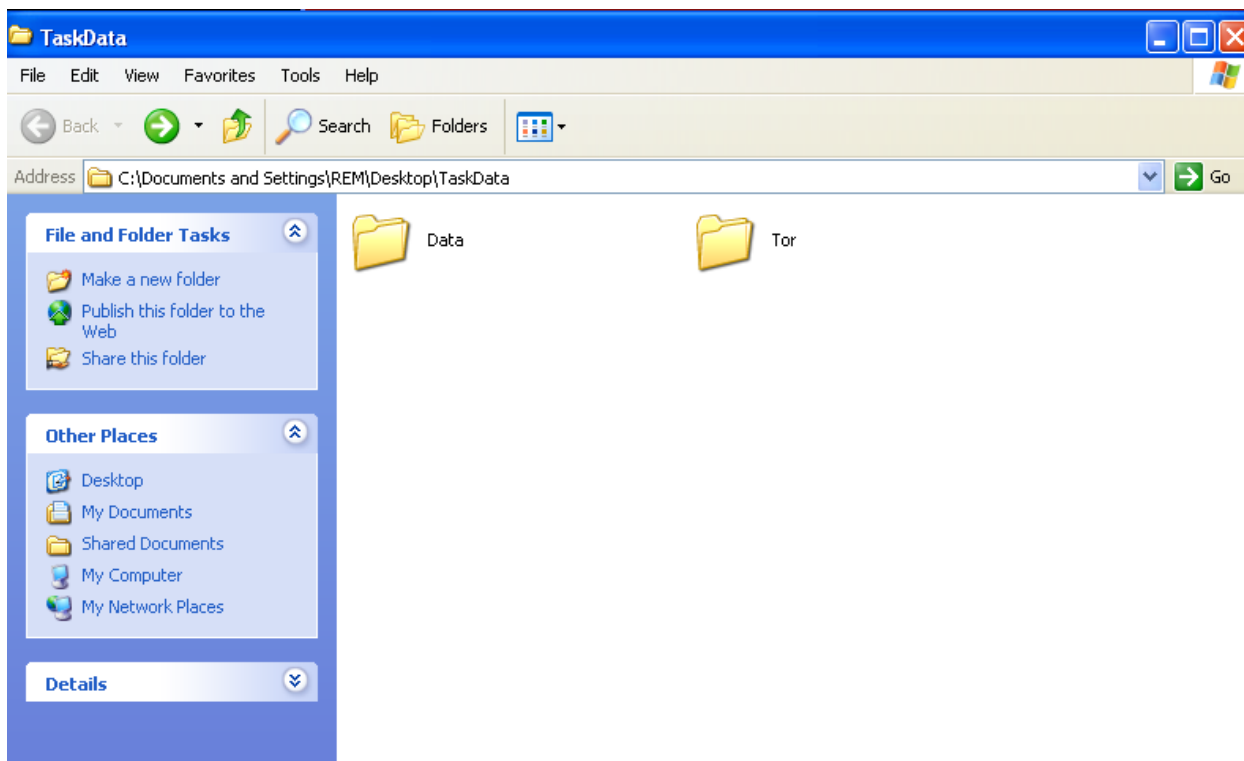 TaskData
File Edit View Favorites Tools Help
Back Search Folders
Address C:\Documents and Settings\REM\Desktop\TaskData Go
File and Folder Tasks
Make a new folder
Publish this folder to the
Web
Share this folder
Other Places
Desktop
My Documents
Shared Documents
My Computer
My Network Places
Details
Data Tor